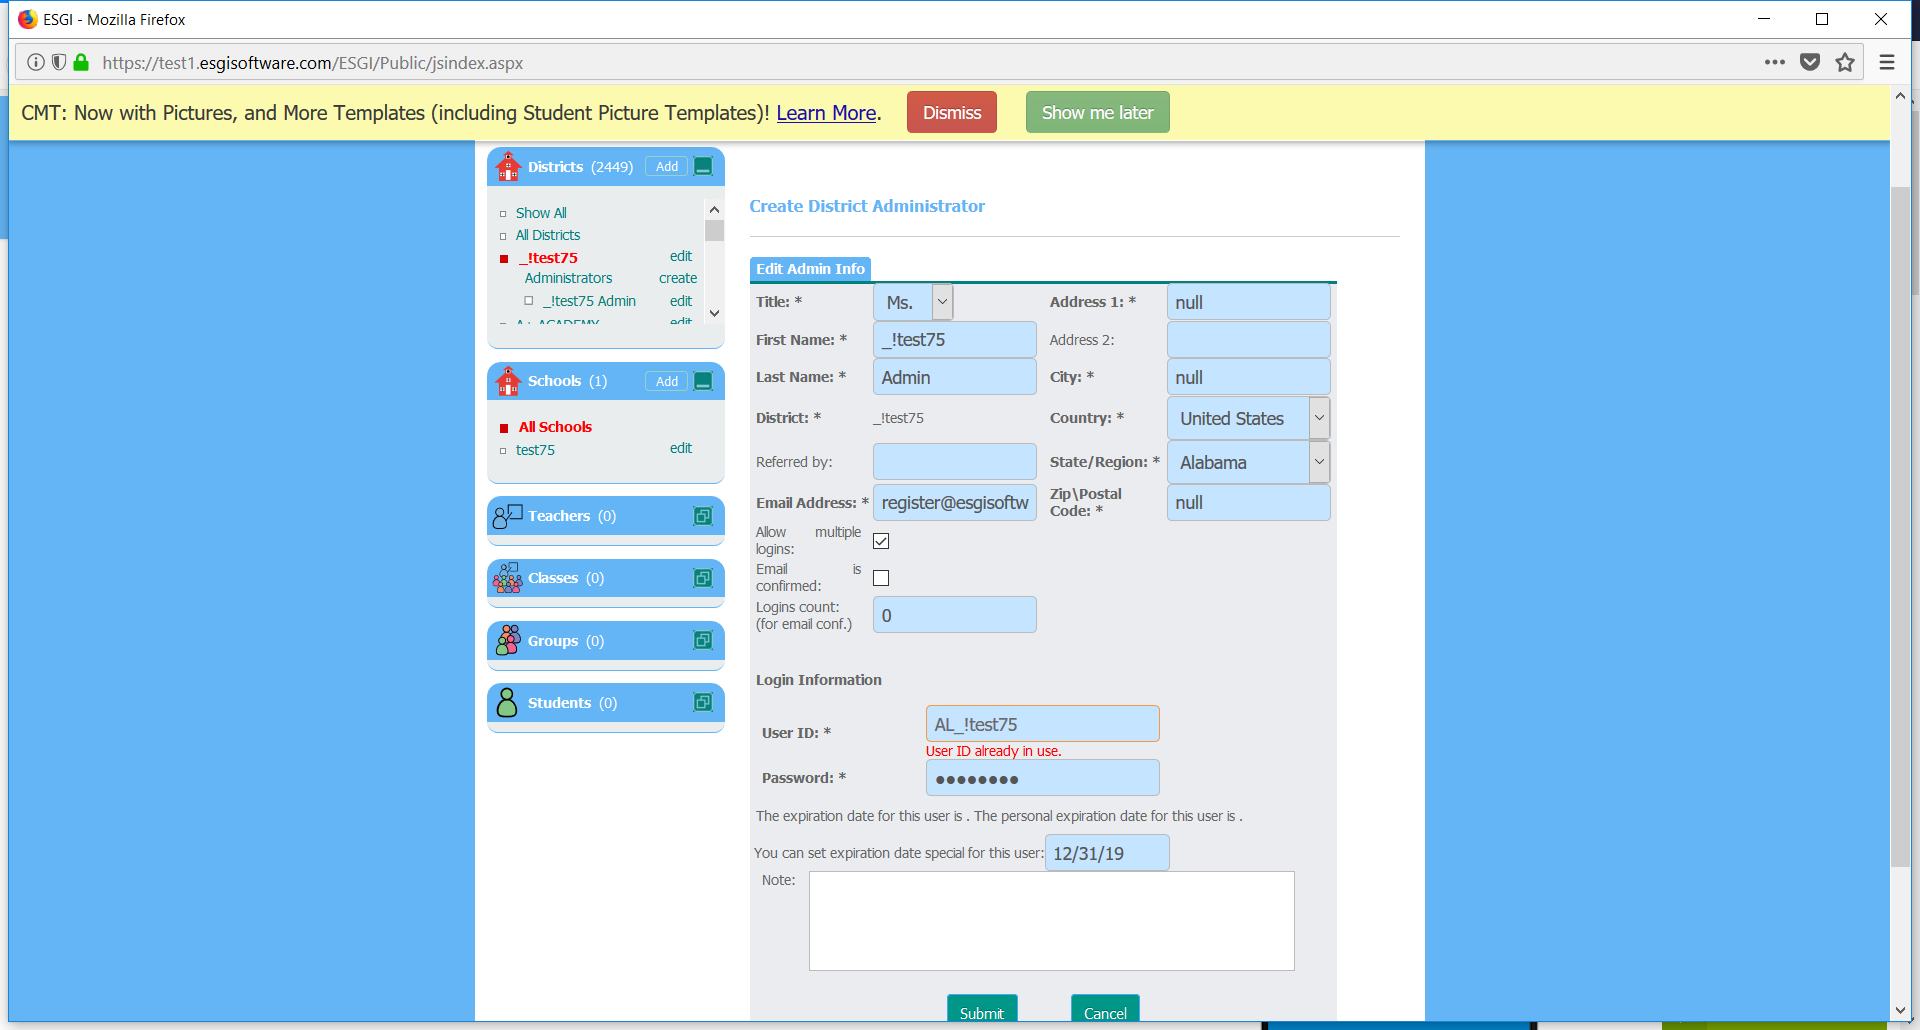 ESGI - Mozilla Firefox
https://test1.esgisoftware.com/ESGI/Public/jsindex.aspx
CMT: Now with Pictures, and More Templates (including Student Picture Templates)! Learn More. Dismiss Show me later
Districts (2449) Add
Show All
All Districts
_!test75 edit
Administrators create
_!test75 Admin edit
A+ ACADEMY edit
Schools (1) Add
All Schools
test75 edit
Teachers (0)
Classes (0)
Groups (0)
Students (0)
Create District Administrator
Edit Admin Info
Title: * Ms. Address 1: * null
First Name: * _!test75 Address 2:
Last Name: * Admin City: * null
District: * _!test75 Country: * United States
Referred by: State/Region: * Alabama
Email Address: * register@esgisoftw Zip\Postal
Code: * null
Allow multiple
logins:
Email is
confirmed:
Logins count:
(for email conf.) 0
Login Information
User ID: * AL_!test75
User ID already in use.
Password: * ●●●●●●●●
The expiration date for this user is . The personal expiration date for this user is .
You can set expiration date special for this user: 12/31/19
Note:
Submit Cancel